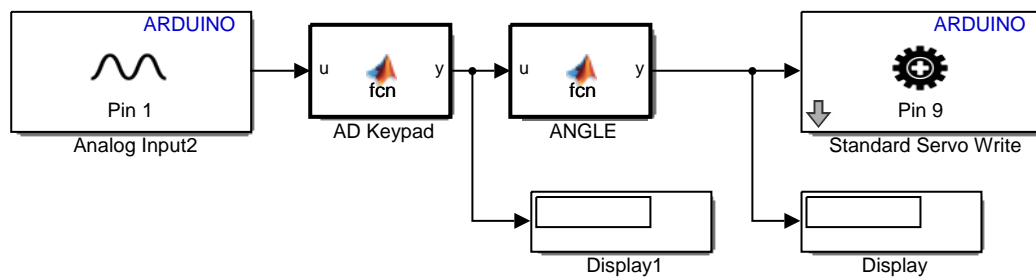 ARDUINO
Pin 1
Analog Input2
u
y
fcn
AD Keypad
u
y
fcn
ANGLE
ARDUINO
Pin 9
Standard Servo Write
Display1
Display